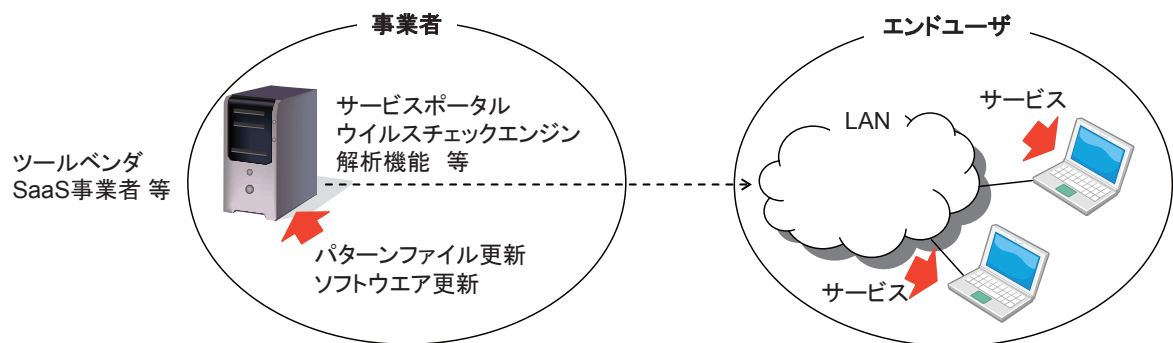 事業者
エンドユーザ
サービスポータル
ウイルスチェックエンジン
解析機能 等
ツールベンダ
SaaS事業者 等
パターンファイル更新
ソフトウエア更新
LAN
サービス
サービス